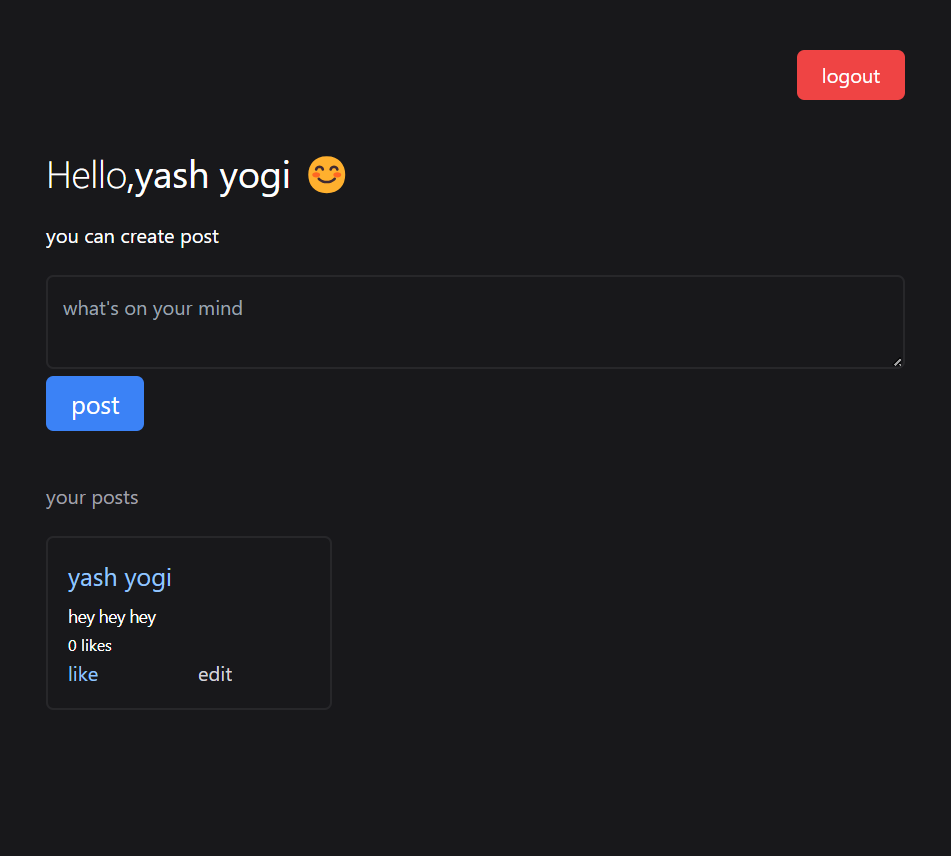 logout
Hello,yash yogi 😊
you can create post
what's on your mind
post
your posts
yash yogi
hey hey hey
0 likes
like edit